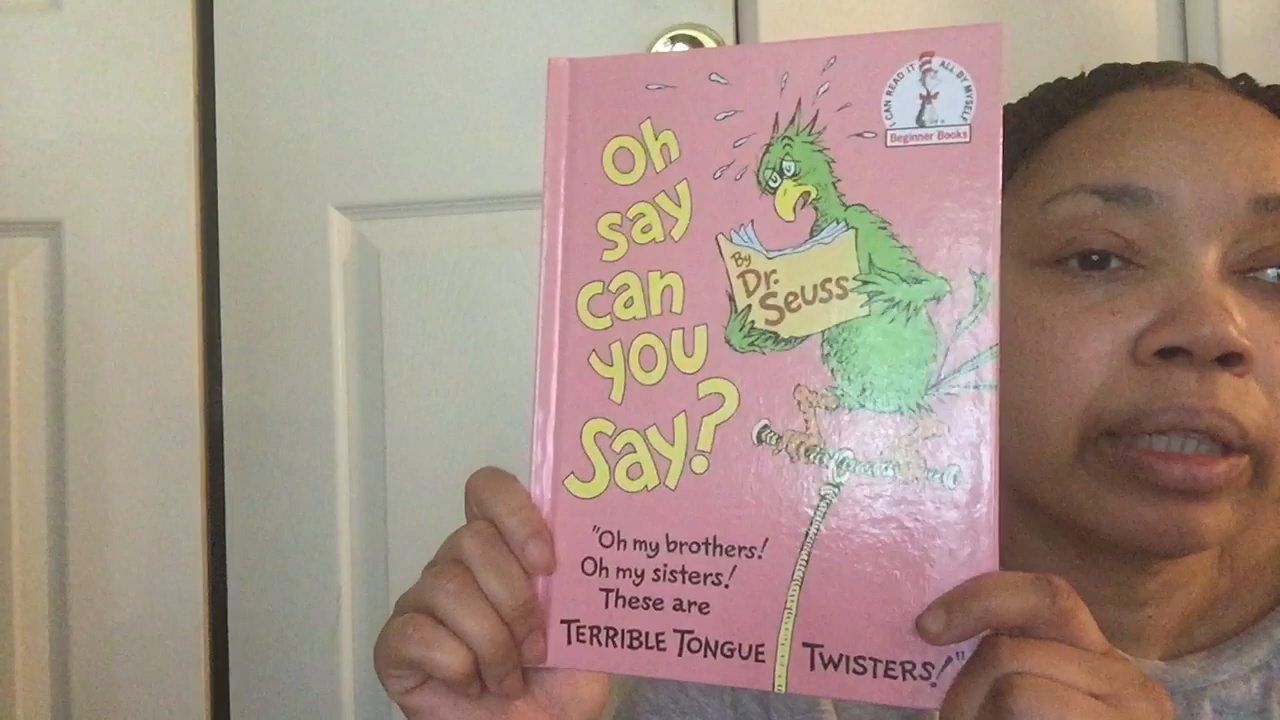 Oh
say
can
you
Say?
I CAN READ IT ALL BY MYSELF
Beginner Books
By
Dr.
Seuss
"Oh my brothers!
Oh my sisters!
These are
TERRIBLE TONGUE TWISTERS!"